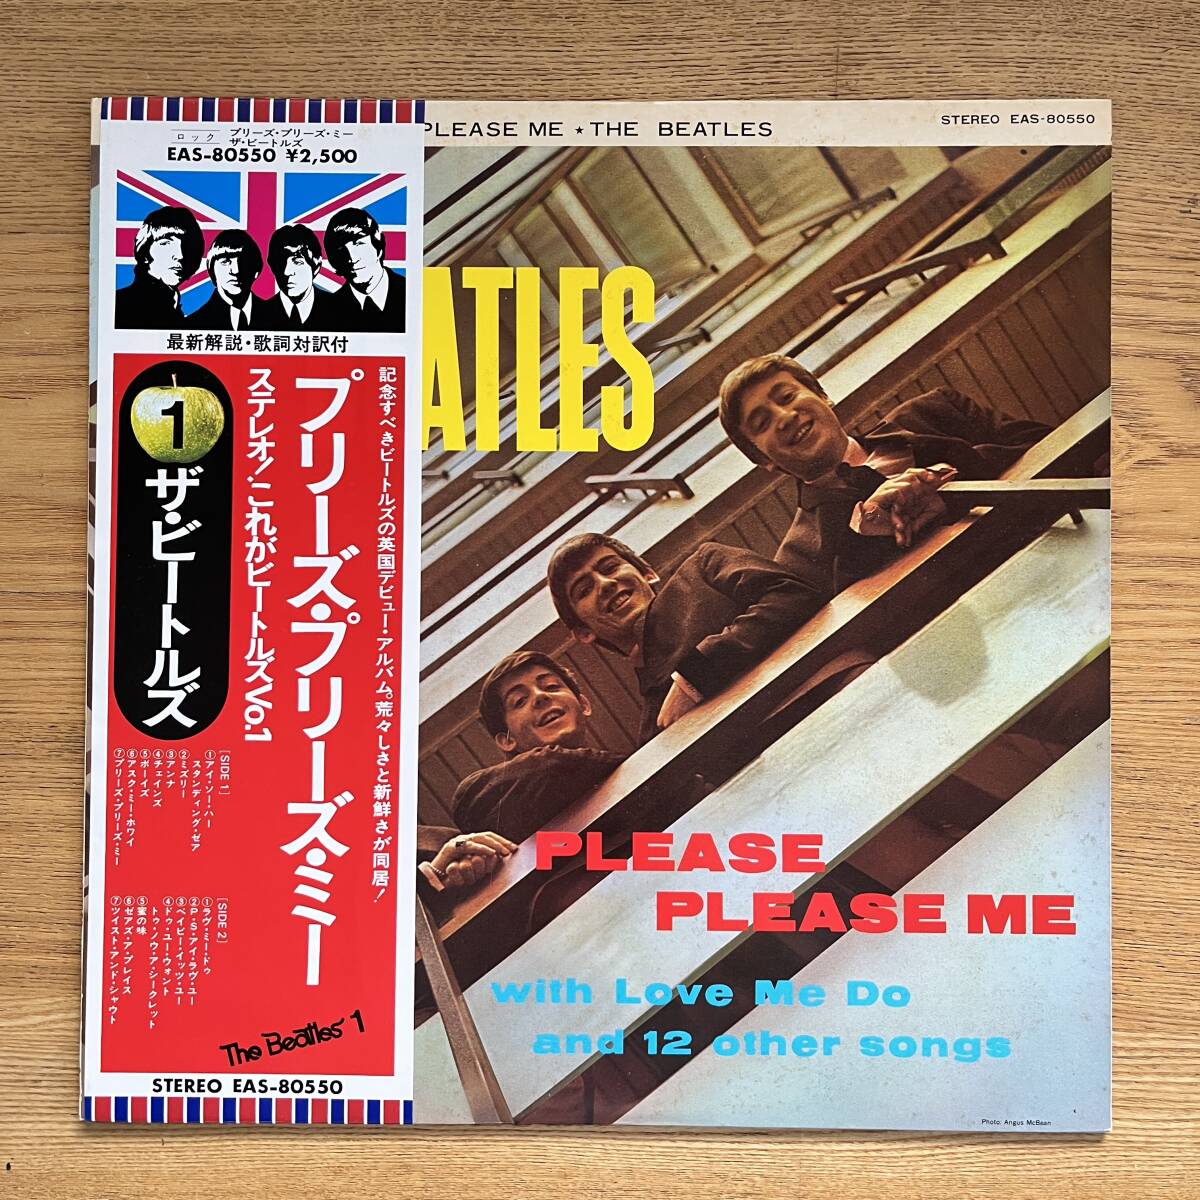 ロック
プリーズ・プリーズ・ミー
ザ・ビートルズ
EAS-80550 ¥2,500
最新解説・歌詞対訳付
記念すべきビートルズの英国デビュー・アルバム。荒々しさと新鮮さが同居!
プリーズ・プリーズ・ミー
ステレオ!これがビートルズVo.1
1
ザ・ビートルズ
[SIDE 1]
①アイ・ソー・ハー
スタンディング・ゼア
②ミズリー
③アンナ
④チェインズ
⑤ボーイズ
⑥アスク・ミー・ホワイ
⑦プリーズ・プリーズ・ミー
[SIDE 2]
①ラヴ・ミー・ドゥ
②P・S・アイ・ラヴ・ユー
③ベイビー・イッツ・ユー
④ドゥ・ユー・ウォント
トゥ・ノウ・ア・シークレット
⑤蜜の味
⑥ゼアズ・ア・プレイス
⑦ツイスト・アンド・シャウト
The Beatles 1
STEREO EAS-80550
PLEASE ME ★ THE BEATLES
STEREO EAS-80550
ATLES
PLEASE
PLEASE ME
with Love Me Do
and 12 other songs
Photo: Angus McBean